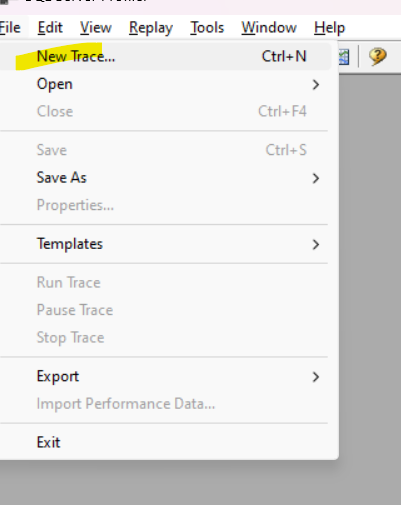 File Edit View Replay Tools Window Help
New Trace... Ctrl+N
Open
Close Ctrl+F4
Save Ctrl+S
Save As
Properties...
Templates
Run Trace
Pause Trace
Stop Trace
Export
Import Performance Data...
Exit